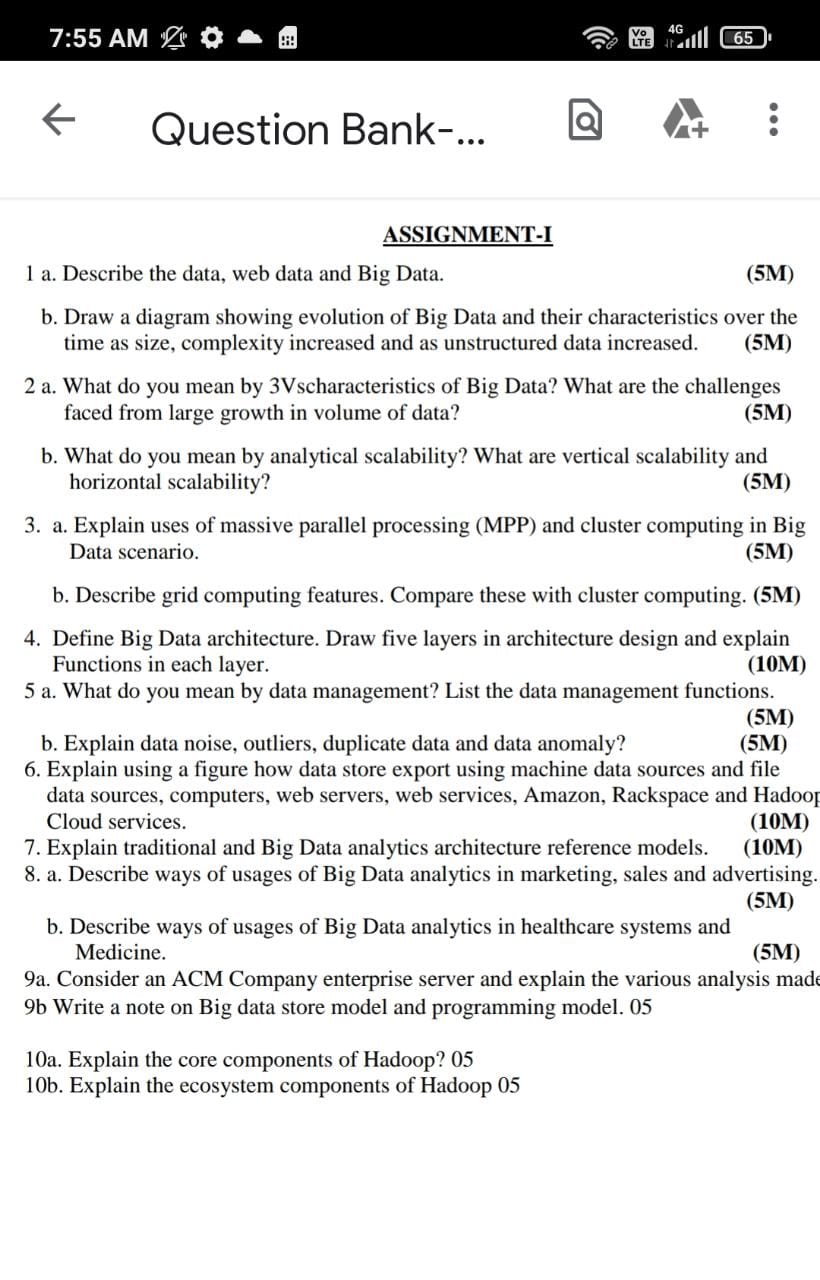 7:55 AM
Vo LTE
4G
65
Question Bank-...
ASSIGNMENT-I
1 a. Describe the data, web data and Big Data. (5M)
b. Draw a diagram showing evolution of Big Data and their characteristics over the
time as size, complexity increased and as unstructured data increased. (5M)
2 a. What do you mean by 3Vscharacteristics of Big Data? What are the challenges
faced from large growth in volume of data? (5M)
b. What do you mean by analytical scalability? What are vertical scalability and
horizontal scalability? (5M)
3. a. Explain uses of massive parallel processing (MPP) and cluster computing in Big
Data scenario. (5M)
b. Describe grid computing features. Compare these with cluster computing. (5M)
4. Define Big Data architecture. Draw five layers in architecture design and explain
Functions in each layer. (10M)
5 a. What do you mean by data management? List the data management functions.
(5M)
b. Explain data noise, outliers, duplicate data and data anomaly? (5M)
6. Explain using a figure how data store export using machine data sources and file
data sources, computers, web servers, web services, Amazon, Rackspace and Hadoop
Cloud services. (10M)
7. Explain traditional and Big Data analytics architecture reference models. (10M)
8. a. Describe ways of usages of Big Data analytics in marketing, sales and advertising.
(5M)
b. Describe ways of usages of Big Data analytics in healthcare systems and
Medicine. (5M)
9a. Consider an ACM Company enterprise server and explain the various analysis made
9b Write a note on Big data store model and programming model. 05
10a. Explain the core components of Hadoop? 05
10b. Explain the ecosystem components of Hadoop 05